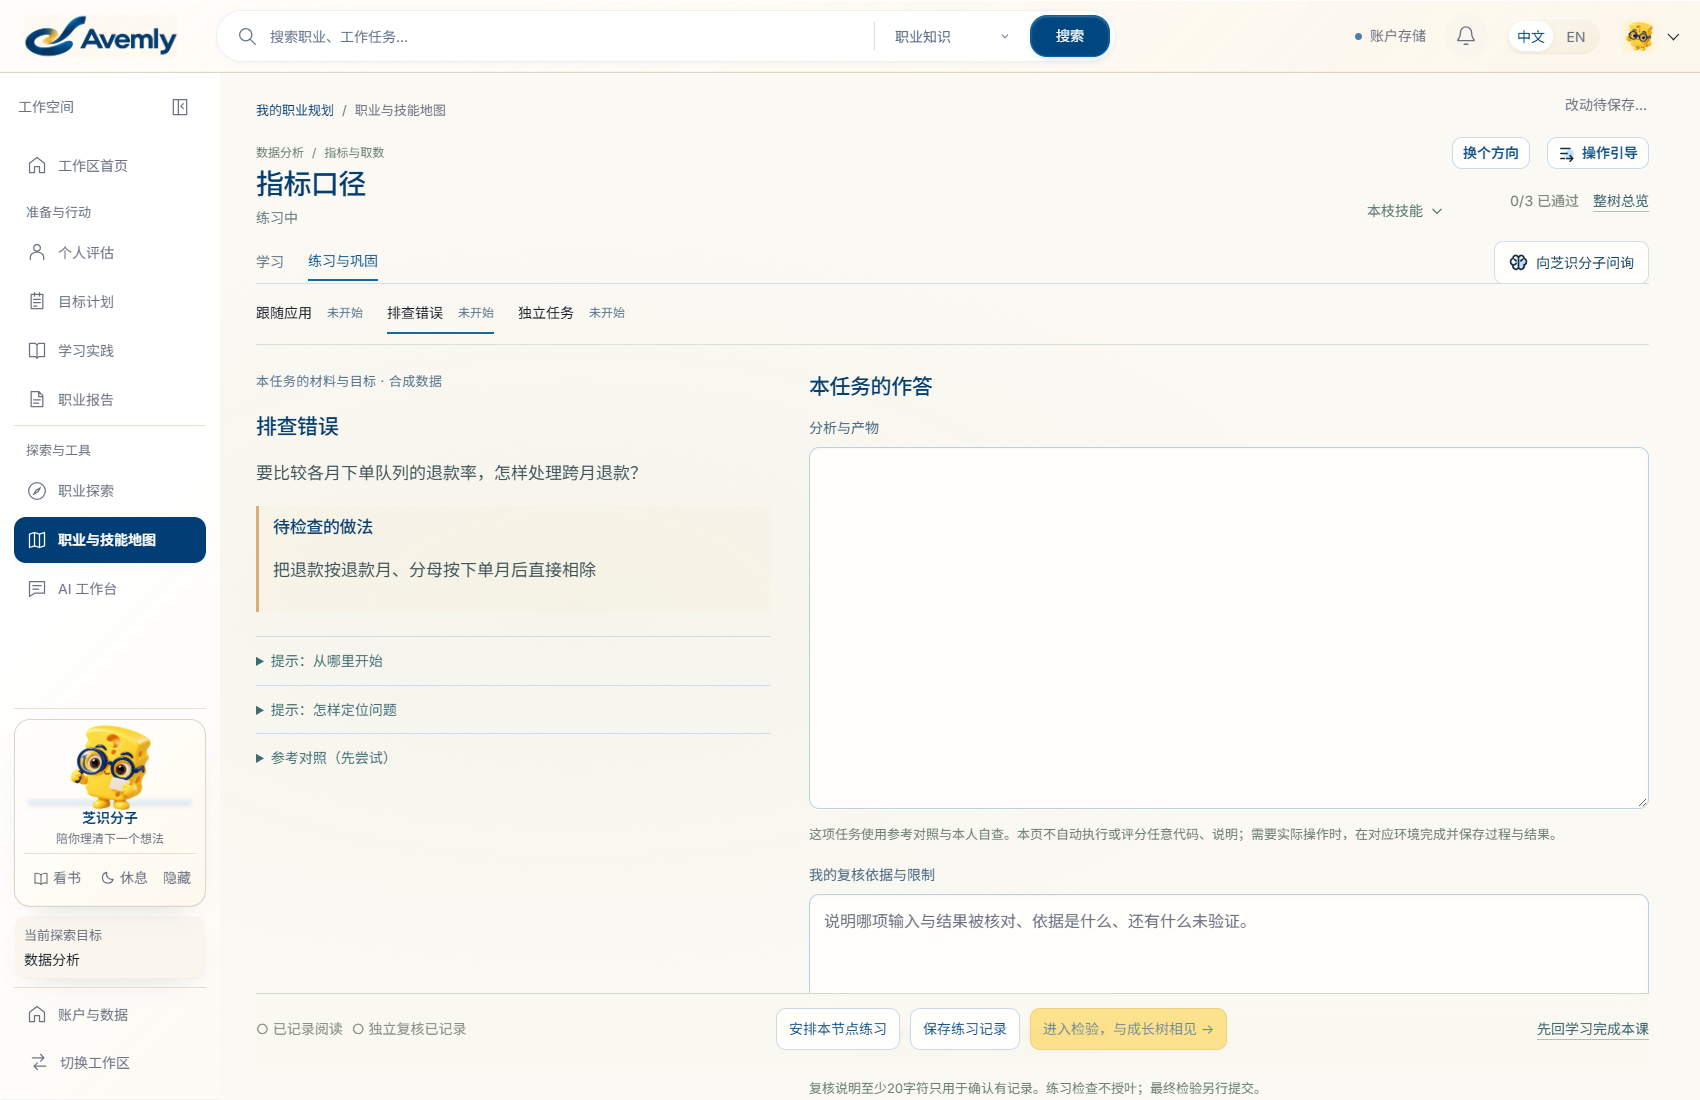 Avemly
搜索职业、工作任务...
职业知识
搜索
账户存储
中文
EN
工作空间
工作区首页
准备与行动
个人评估
目标计划
学习实践
职业报告
探索与工具
职业探索
职业与技能地图
AI 工作台
芝识分子
陪你理清下一个想法
看书
休息
隐藏
当前探索目标
数据分析
账户与数据
切换工作区
我的职业规划 / 职业与技能地图
改动待保存...
数据分析 / 指标与取数
指标口径
练习中
换个方向
操作引导
本枝技能
0/3 已通过
整树总览
学习
练习与巩固
向芝识分子问询
跟随应用 未开始
排查错误 未开始
独立任务 未开始
本任务的材料与目标 · 合成数据
排查错误
要比较各月下单队列的退款率，怎样处理跨月退款？
待检查的做法
把退款按退款月、分母按下单月后直接相除
提示：从哪里开始
提示：怎样定位问题
参考对照（先尝试）
本任务的作答
分析与产物
这项任务使用参考对照与本人自查。本页不自动执行或评分任意代码、说明；需要实际操作时，在对应环境完成并保存过程与结果。
我的复核依据与限制
说明哪项输入与结果被核对、依据是什么、还有什么未验证。
已记录阅读
独立复核已记录
安排本节点练习
保存练习记录
进入检验，与成长树相见 →
先回学习完成本课
复核说明至少20字符只用于确认有记录。练习检查不授叶；最终检验另行提交。